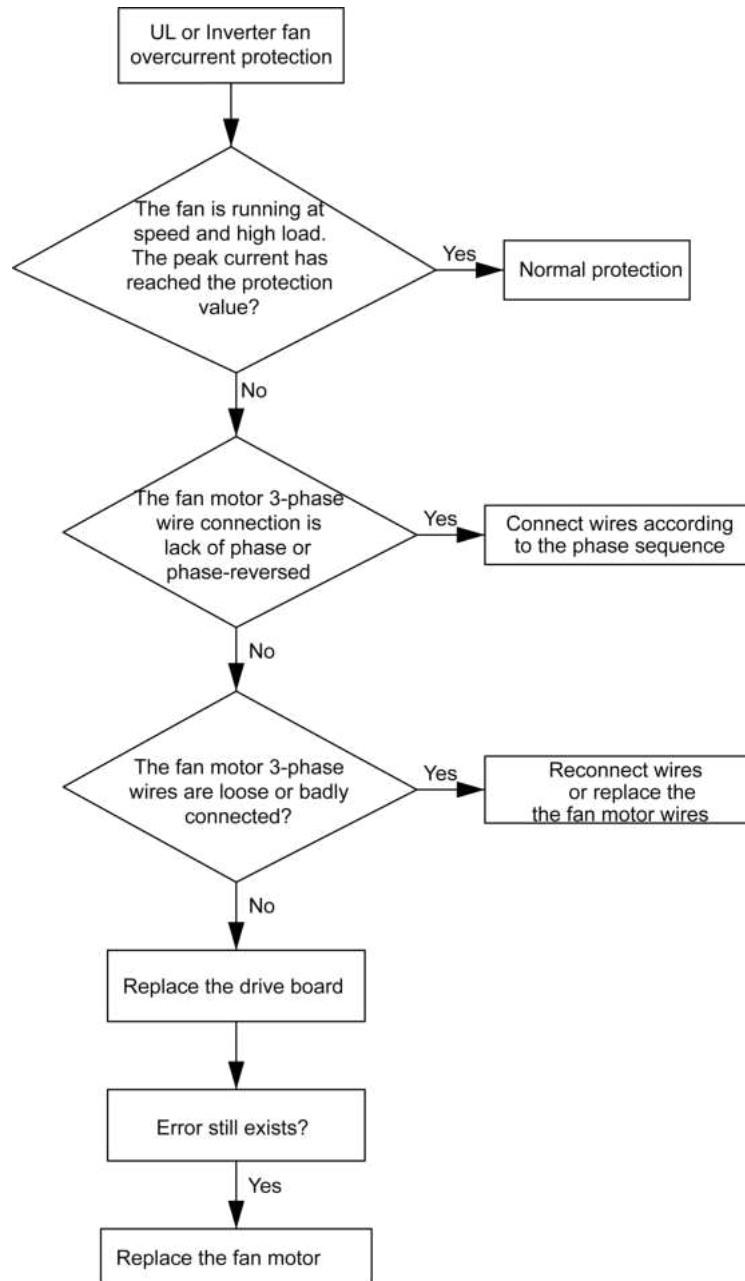 UL or Inverter fan
overcurrent protection
The fan is running at
speed and high load.
The peak current has
reached the protection
value?
Yes
Normal protection
No
The fan motor 3-phase
wire connection is
lack of phase or
phase-reversed
Yes
Connect wires according
to the phase sequence
No
The fan motor 3-phase
wires are loose or badly
connected?
Yes
Reconnect wires
or replace the
the fan motor wires
No
Replace the drive board
Error still exists?
Yes
Replace the fan motor